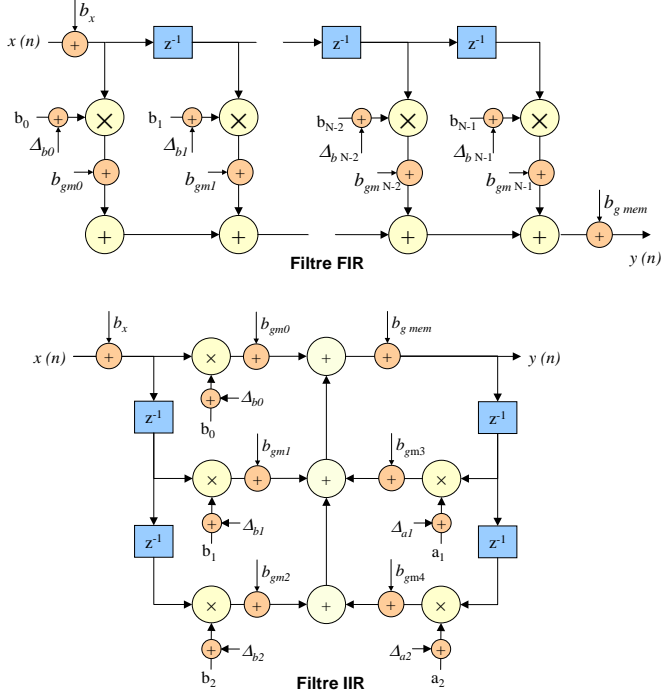 b_x
x (n) + z⁻¹ z⁻¹ z⁻¹
b_0 + × b_1 + × b_N-2 + × b_N-1 + ×
Δ_b0 Δ_b1 Δ_b N-2 Δ_b N-1
b_gm0 + b_gm1 + b_gm N-2 + b_gm N-1 +
b_g mem
+ + + + +
y (n)
Filtre FIR
b_x b_gm0 b_g mem
x (n) + × + + + y (n)
+ Δ_b0
z⁻¹ z⁻¹
b_0
b_gm1 b_gm3
× + + + ×
+ Δ_b1 Δ_a1 +
z⁻¹ b_1 a_1 z⁻¹
b_gm2 b_gm4
× + + + ×
+ Δ_b2 Δ_a2 +
b_2 a_2
Filtre IIR